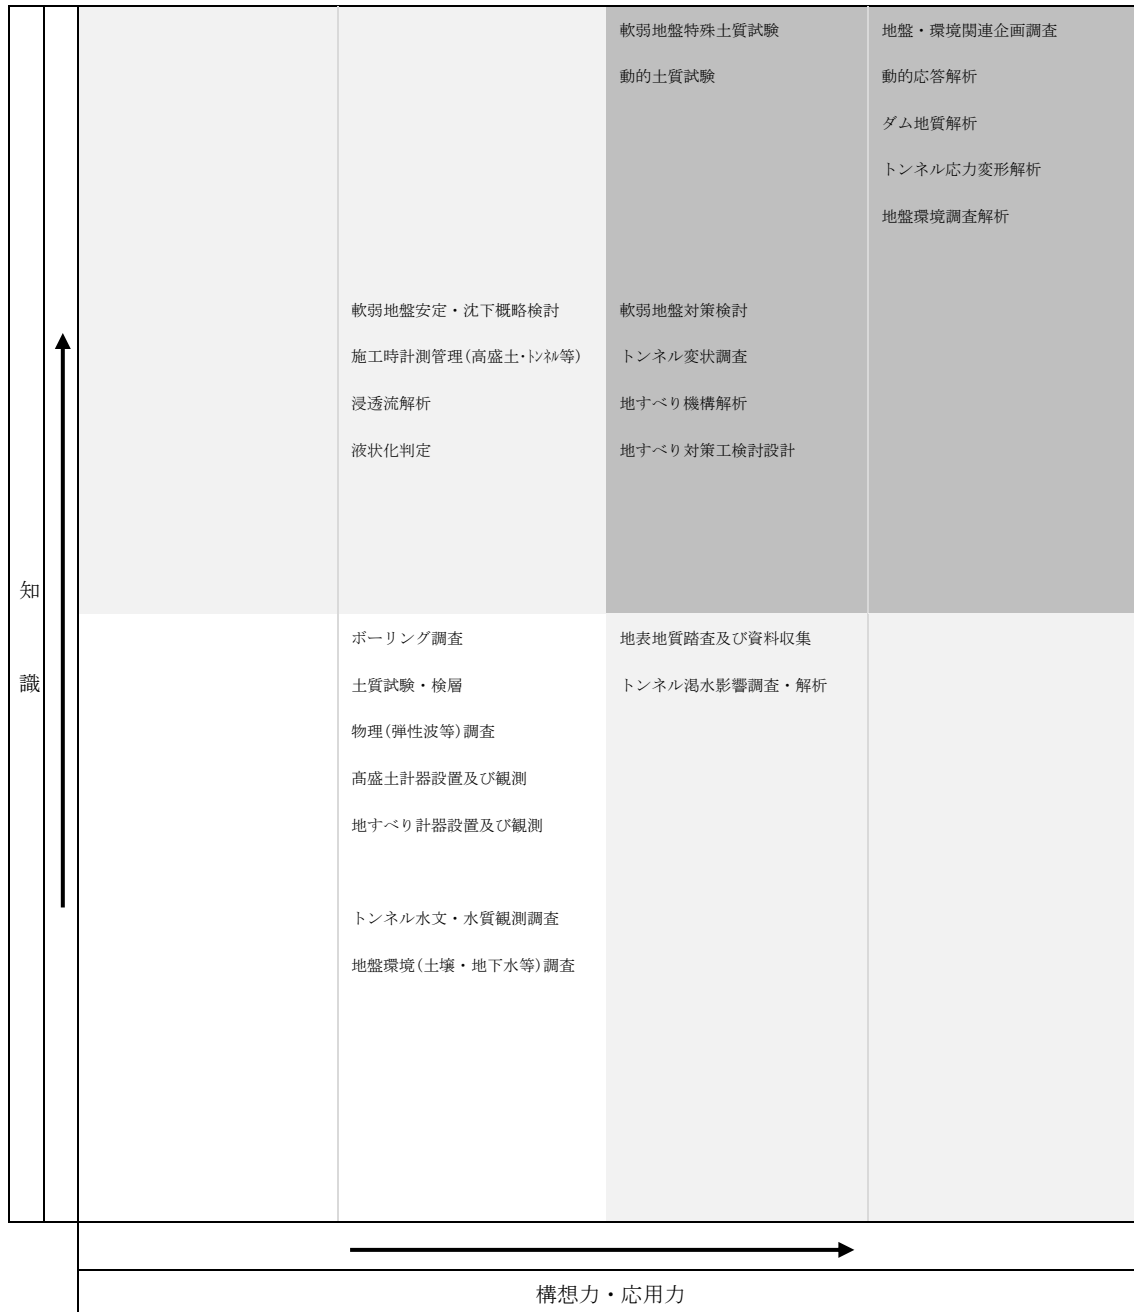 軟弱地盤特殊土質試験
地盤・環境関連企画調査
動的土質試験
動的応答解析
ダム地質解析
トンネル応力変形解析
地盤環境調査解析
軟弱地盤安定・沈下概略検討
軟弱地盤対策検討
施工時計測管理(高盛土・ﾄﾝﾈﾙ等)
トンネル変状調査
浸透流解析
地すべり機構解析
液状化判定
地すべり対策工検討設計
知
識
ボーリング調査
地表地質踏査及び資料収集
土質試験・検層
トンネル渇水影響調査・解析
物理(弾性波等)調査
髙盛土計器設置及び観測
地すべり計器設置及び観測
トンネル水文・水質観測調査
地盤環境(土壌・地下水等)調査
構想力・応用力